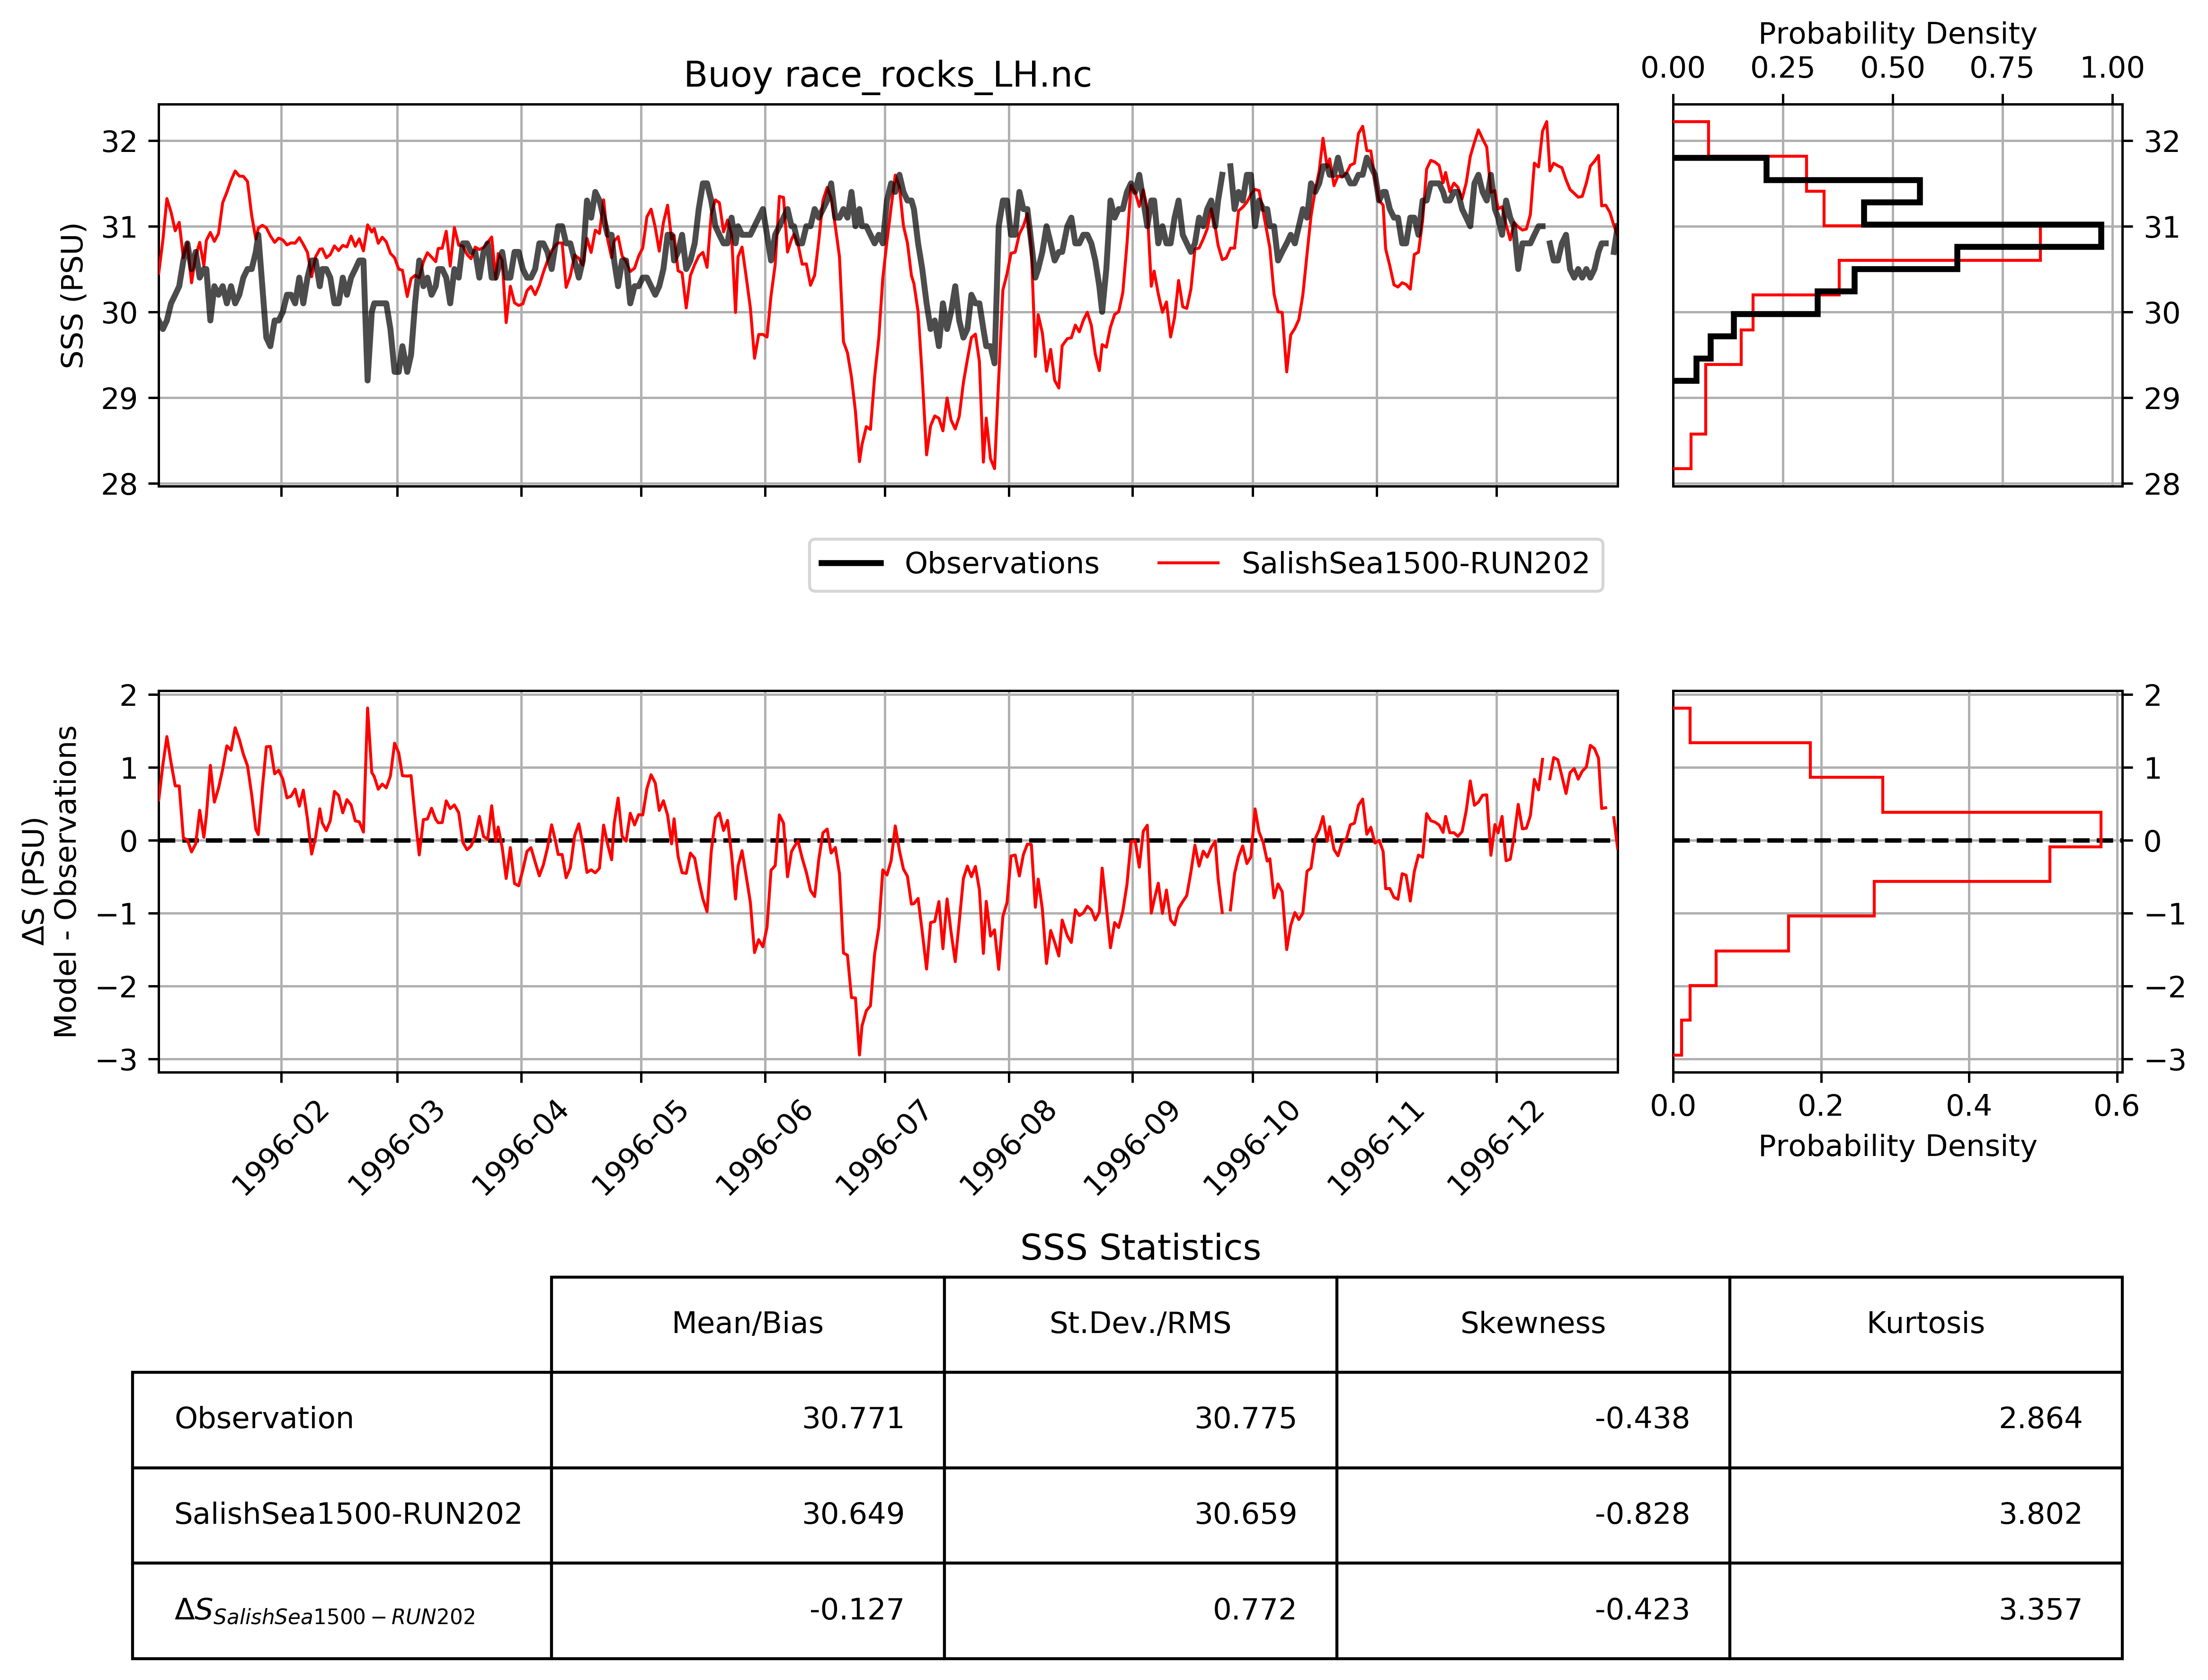 Probability Density
0.00 0.25 0.50 0.75 1.00
Buoy race_rocks_LH.nc
SSS (PSU)
32
31
30
29
28
32
31
30
29
28
Observations SalishSea1500-RUN202
ΔS (PSU)
Model - Observations
2
1
0
−1
−2
−3
2
1
0
−1
−2
−3
1996-02 1996-03 1996-04 1996-05 1996-06 1996-07 1996-08 1996-09 1996-10 1996-11 1996-12
0.0 0.2 0.4 0.6
Probability Density
SSS Statistics
Mean/Bias St.Dev./RMS Skewness Kurtosis
Observation 30.771 30.775 -0.438 2.864
SalishSea1500-RUN202 30.649 30.659 -0.828 3.802
ΔS SalishSea1500−RUN202 -0.127 0.772 -0.423 3.357